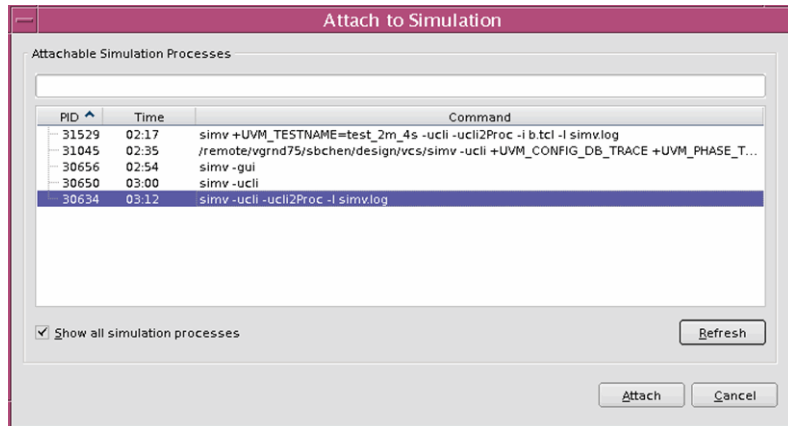 Attach to Simulation
Attachable Simulation Processes
PID Time Command
31529 02:17 simv +UVM_TESTNAME=test_2m_4s -ucli -ucli2Proc -i b.tcl -l simv.log
31045 02:35 /remote/vgrnd75/sbchen/design/vcs/simv -ucli +UVM_CONFIG_DB_TRACE +UVM_PHASE_T...
30656 02:54 simv -gui
30650 03:00 simv -ucli
30634 03:12 simv -ucli -ucli2Proc -l simv.log
Show all simulation processes
Refresh
Attach Cancel